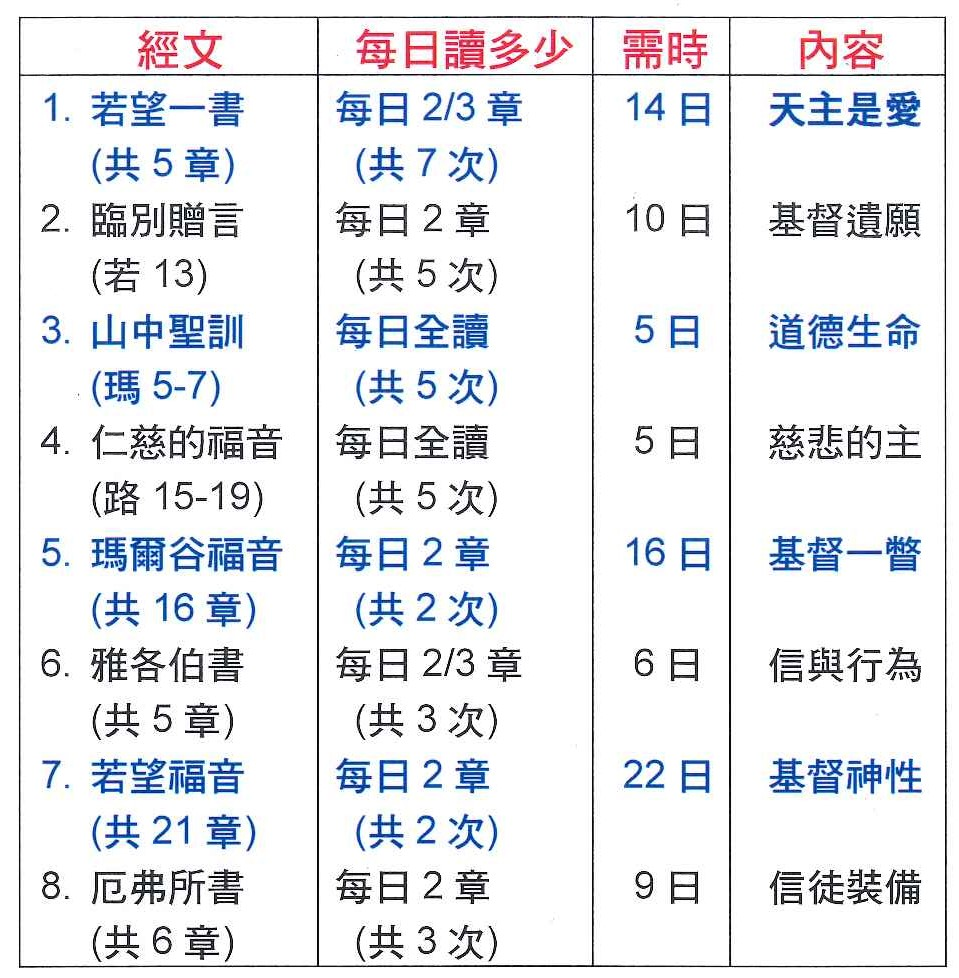 經文 每日讀多少 需時 內容
1. 若望一書 每日 2/3 章 14 日 天主是愛
(共 5 章) (共 7 次)
2. 臨別贈言 每日 2 章 10 日 基督遺願
(若 13) (共 5 次)
3. 山中聖訓 每日全讀 5 日 道德生命
(瑪 5-7) (共 5 次)
4. 仁慈的福音 每日全讀 5 日 慈悲的主
(路 15-19) (共 5 次)
5. 瑪爾谷福音 每日 2 章 16 日 基督一瞥
(共 16 章) (共 2 次)
6. 雅各伯書 每日 2/3 章 6 日 信與行為
(共 5 章) (共 3 次)
7. 若望福音 每日 2 章 22 日 基督神性
(共 21 章) (共 2 次)
8. 厄弗所書 每日 2 章 9 日 信徒裝備
(共 6 章) (共 3 次)